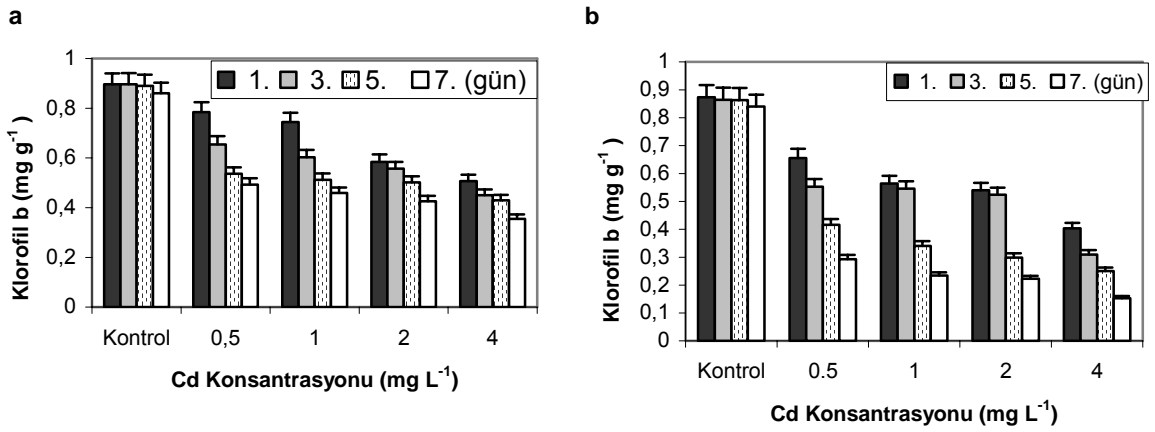 a
Klorofil b (mg g-1)
1
0,8
0,6
0,4
0,2
0
1. 3. 5. 7. (gün)
Kontrol 0,5 1 2 4
Cd Konsantrasyonu (mg L-1)
b
Klorofil b (mg g-1)
1
0,9
0,8
0,7
0,6
0,5
0,4
0,3
0,2
0,1
0
1. 3. 5. 7. (gün)
Kontrol 0.5 1 2 4
Cd Konsantrasyonu (mg L-1)